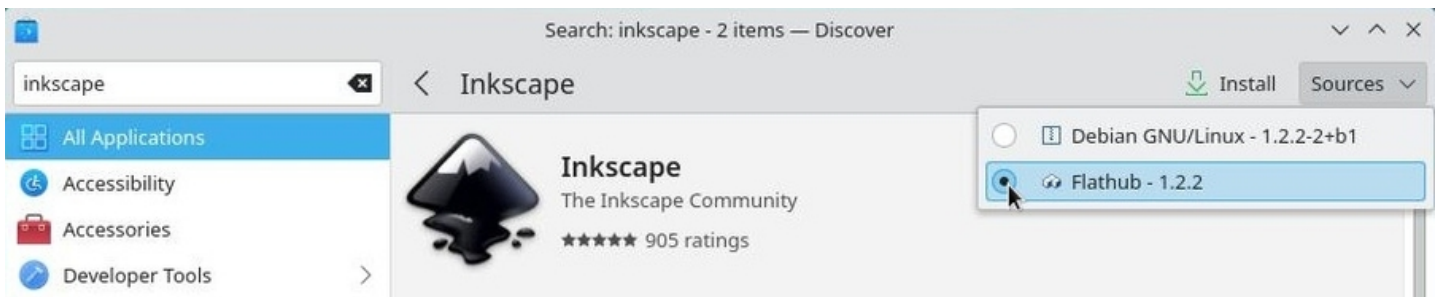 Search: inkscape - 2 items — Discover
inkscape
Inkscape
Install
Sources
Debian GNU/Linux - 1.2.2-2+b1
Flathub - 1.2.2
All Applications
Accessibility
Accessories
Developer Tools
Inkscape
The Inkscape Community
905 ratings